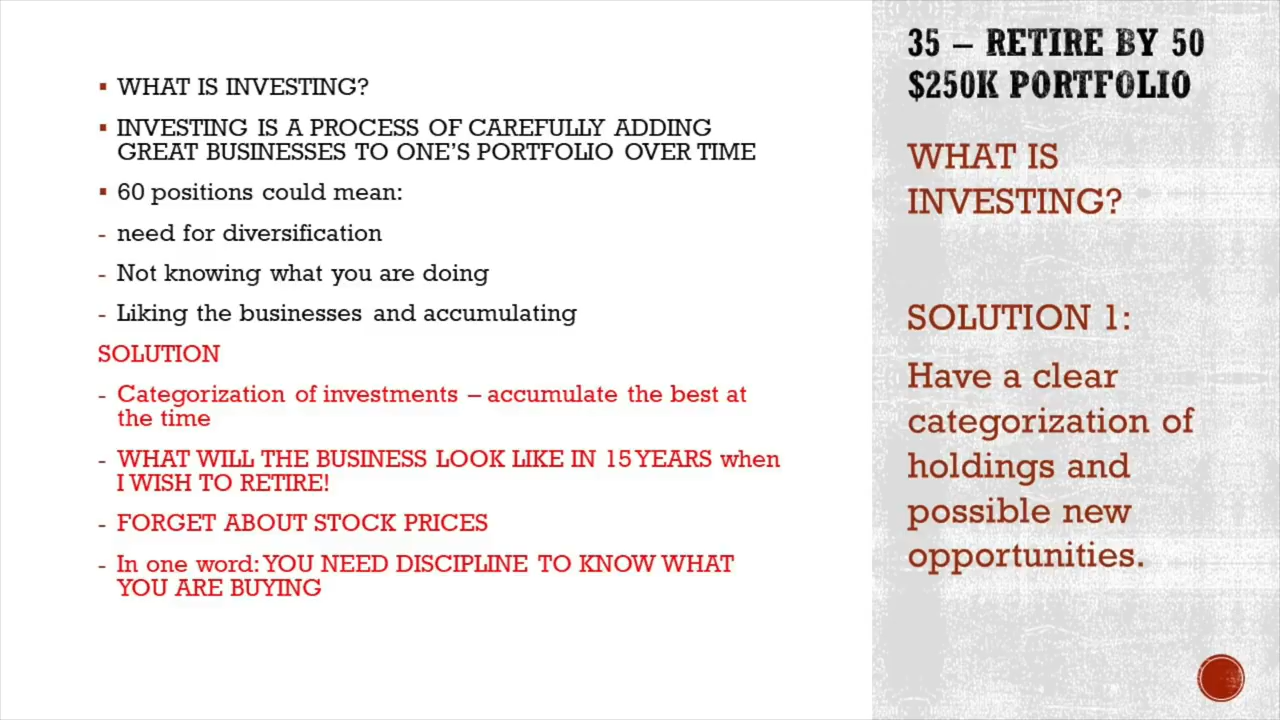 ▪ WHAT IS INVESTING?
▪ INVESTING IS A PROCESS OF CAREFULLY ADDING
GREAT BUSINESSES TO ONE'S PORTFOLIO OVER TIME
▪ 60 positions could mean:
- need for diversification
- Not knowing what you are doing
- Liking the businesses and accumulating
SOLUTION
- Categorization of investments – accumulate the best at
the time
- WHAT WILL THE BUSINESS LOOK LIKE IN 15 YEARS when
I WISH TO RETIRE!
- FORGET ABOUT STOCK PRICES
- In one word: YOU NEED DISCIPLINE TO KNOW WHAT
YOU ARE BUYING
35 – RETIRE BY 50
$250K PORTFOLIO
WHAT IS
INVESTING?
SOLUTION 1:
Have a clear
categorization of
holdings and
possible new
opportunities.